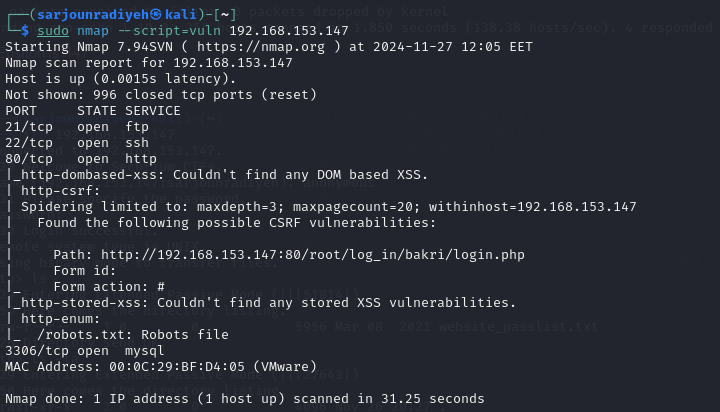 ┌──(sarjounradiyeh㉿kali)-[~]
└─$ sudo nmap --script=vuln 192.168.153.147
Starting Nmap 7.94SVN ( https://nmap.org ) at 2024-11-27 12:05 EET
Nmap scan report for 192.168.153.147
Host is up (0.0015s latency).
Not shown: 996 closed tcp ports (reset)
PORT     STATE SERVICE
21/tcp   open  ftp
22/tcp   open  ssh
80/tcp   open  http
|_http-dombased-xss: Couldn't find any DOM based XSS.
| http-csrf:
| Spidering limited to: maxdepth=3; maxpagecount=20; withinhost=192.168.153.147
|   Found the following possible CSRF vulnerabilities:
|
|     Path: http://192.168.153.147:80/root/log_in/bakri/login.php
|     Form id:
|_    Form action: #
|_http-stored-xss: Couldn't find any stored XSS vulnerabilities.
| http-enum:
|_  /robots.txt: Robots file
3306/tcp open  mysql
MAC Address: 00:0C:29:BF:D4:05 (VMware)
Nmap done: 1 IP address (1 host up) scanned in 31.25 seconds